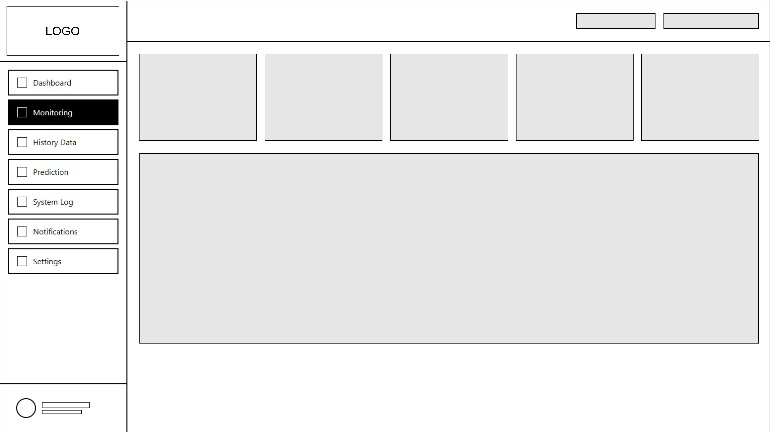 LOGO
Dashboard
Monitoring
History Data
Prediction
System Log
Notifications
Settings